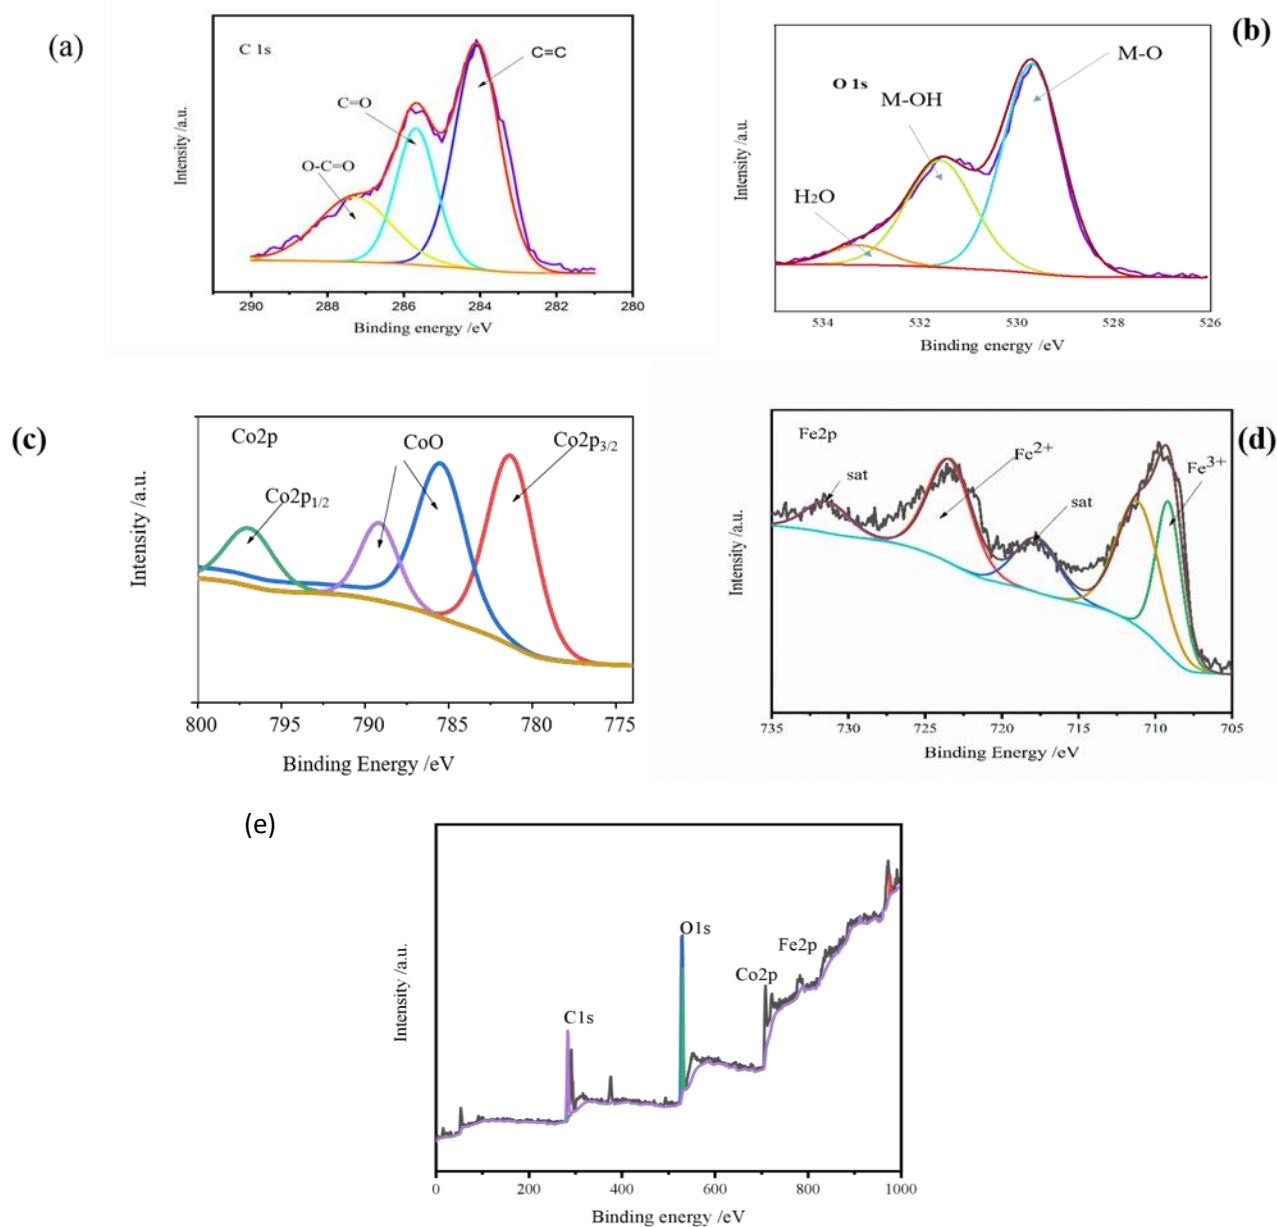 (a)
C 1s
C=C
C=O
O-C=O
Intensity /a.u.
290 288 286 284 282 280
Binding energy /eV
(b)
O 1s
M-O
M-OH
H2O
Intensity /a.u.
534 532 530 528 526
Binding energy /eV
(c)
Co2p
CoO
Co2p3/2
Co2p1/2
Intensity /a.u.
800 795 790 785 780 775
Binding Energy /eV
(d)
Fe2p
sat
Fe2+
sat
Fe3+
Intensity /a.u.
735 730 725 720 715 710 705
Binding Energy /eV
(e)
O1s
Fe2p
Co2p
C1s
Intensity /a.u.
0 200 400 600 800 1000
Binding energy /eV